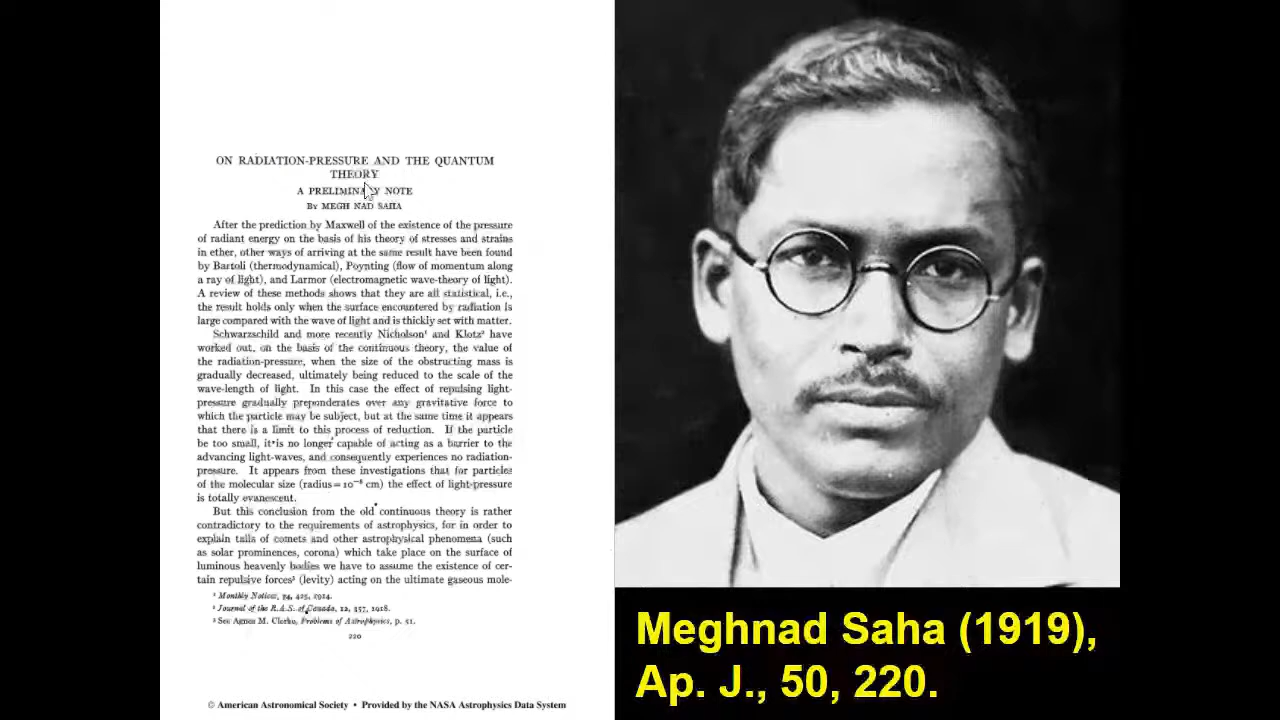 ON RADIATION-PRESSURE AND THE QUANTUM
THEORY
A PRELIMINARY NOTE
By MEGH NAD SAHA
After the prediction by Maxwell of the existence of the pressure
of radiant energy on the basis of his theory of stresses and strains
in ether, other ways of arriving at the same result have been found
by Bartoli (thermodynamical), Poynting (flow of momentum along
a ray of light), and Larmor (electromagnetic wave-theory of light).
A review of these methods shows that they are all statistical, i.e.,
the result holds only when the surface encountered by radiation is
large compared with the wave of light and is thickly set with matter.
Schwarzschild and more recently Nicholson¹ and Klotz² have
worked out, on the basis of the continuous theory, the value of
the radiation-pressure, when the size of the obstructing mass is
gradually decreased, ultimately being reduced to the scale of the
wave-length of light. In this case the effect of repulsing light-
pressure gradually preponderates over any gravitative force to
which the particle may be subject, but at the same time it appears
that there is a limit to this process of reduction. If the particle
be too small, it is no longer capable of acting as a barrier to the
advancing light-waves, and consequently experiences no radiation-
pressure. It appears from these investigations that for particles
of the molecular size (radius=10⁻⁸ cm) the effect of light-pressure
is totally evanescent.
But this conclusion from the old continuous theory is rather
contradictory to the requirements of astrophysics, for in order to
explain tails of comets and other astrophysical phenomena (such
as solar prominences, corona) which take place on the surface of
luminous heavenly bodies we have to assume the existence of cer-
tain repulsive forces³ (levity) acting on the ultimate gaseous mole-
¹ Monthly Notices, 74, 425, 1914.
² Journal of the R.A.S. of Canada, 12, 357, 1918.
³ See Agnes M. Clerke, Problems of Astrophysics, p. 51.
220
© American Astronomical Society • Provided by the NASA Astrophysics Data System
Meghnad Saha (1919),
Ap. J., 50, 220.